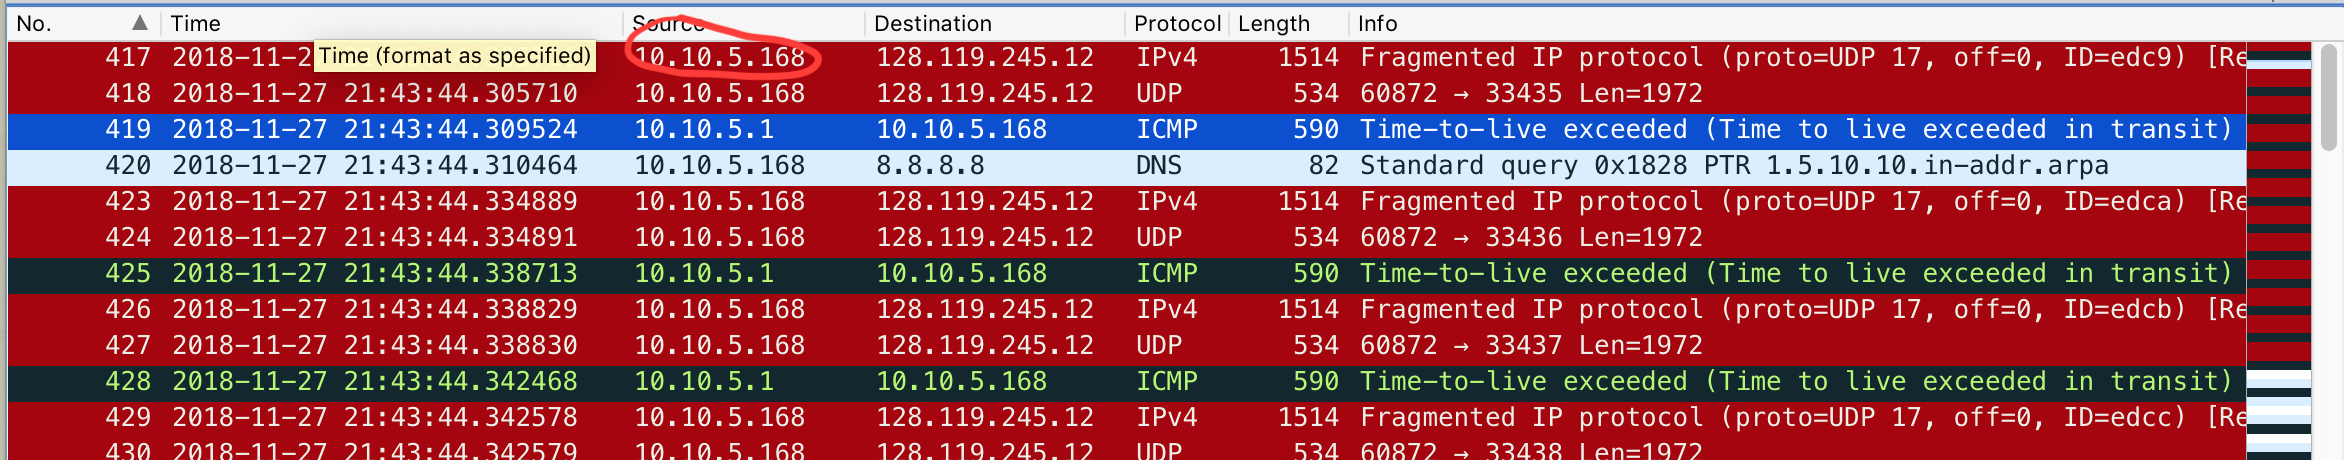 No. Time Source Destination Protocol Length Info
417 2018-11-2 Time (format as specified) 10.10.5.168 128.119.245.12 IPv4 1514 Fragmented IP protocol (proto=UDP 17, off=0, ID=edc9) [Re
418 2018-11-27 21:43:44.305710 10.10.5.168 128.119.245.12 UDP 534 60872 → 33435 Len=1972
419 2018-11-27 21:43:44.309524 10.10.5.1 10.10.5.168 ICMP 590 Time-to-live exceeded (Time to live exceeded in transit)
420 2018-11-27 21:43:44.310464 10.10.5.168 8.8.8.8 DNS 82 Standard query 0x1828 PTR 1.5.10.10.in-addr.arpa
423 2018-11-27 21:43:44.334889 10.10.5.168 128.119.245.12 IPv4 1514 Fragmented IP protocol (proto=UDP 17, off=0, ID=edca) [Re
424 2018-11-27 21:43:44.334891 10.10.5.168 128.119.245.12 UDP 534 60872 → 33436 Len=1972
425 2018-11-27 21:43:44.338713 10.10.5.1 10.10.5.168 ICMP 590 Time-to-live exceeded (Time to live exceeded in transit)
426 2018-11-27 21:43:44.338829 10.10.5.168 128.119.245.12 IPv4 1514 Fragmented IP protocol (proto=UDP 17, off=0, ID=edcb) [Re
427 2018-11-27 21:43:44.338830 10.10.5.168 128.119.245.12 UDP 534 60872 → 33437 Len=1972
428 2018-11-27 21:43:44.342468 10.10.5.1 10.10.5.168 ICMP 590 Time-to-live exceeded (Time to live exceeded in transit)
429 2018-11-27 21:43:44.342578 10.10.5.168 128.119.245.12 IPv4 1514 Fragmented IP protocol (proto=UDP 17, off=0, ID=edcc) [Re
430 2018-11-27 21:43:44.342579 10.10.5.168 128.119.245.12 UDP 534 60872 → 33438 Len=1972